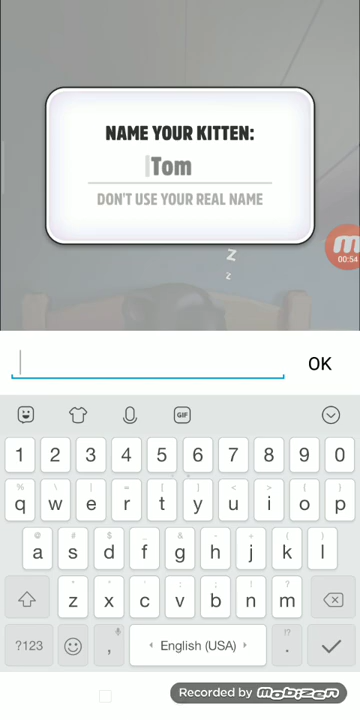 NAME YOUR KITTEN:
Tom
DON'T USE YOUR REAL NAME
z
z
00:54
OK
GIF
1 2 3 4 5 6 7 8 9 0
q w e r t y u i o p
a s d f g h j k l
z x c v b n m
?123 , English (USA) .
Recorded by mobizen